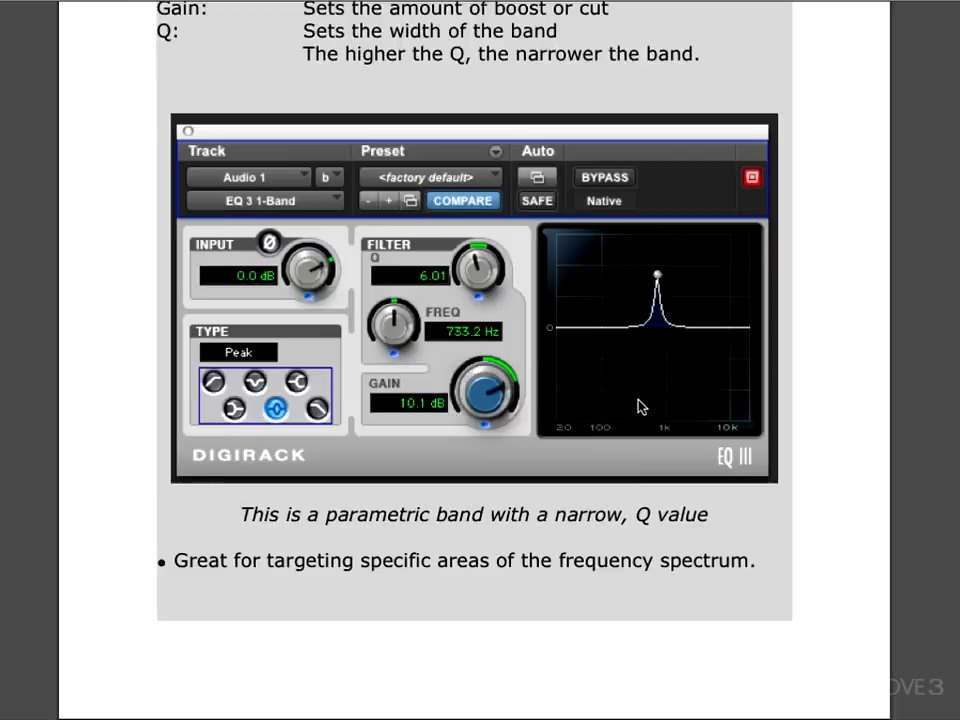 Gain: Sets the amount of boost or cut
Q: Sets the width of the band
The higher the Q, the narrower the band.
Track Preset Auto
Audio 1 b <factory default> BYPASS
EQ 3 1-Band - + COMPARE SAFE Native
INPUT Ø FILTER
Q
0.0 dB 6.01
FREQ
TYPE 733.2 Hz
Peak
GAIN
10.1 dB
0
20 100 1k 10k
DIGIRACK EQ III
This is a parametric band with a narrow, Q value
• Great for targeting specific areas of the frequency spectrum.
OVE3